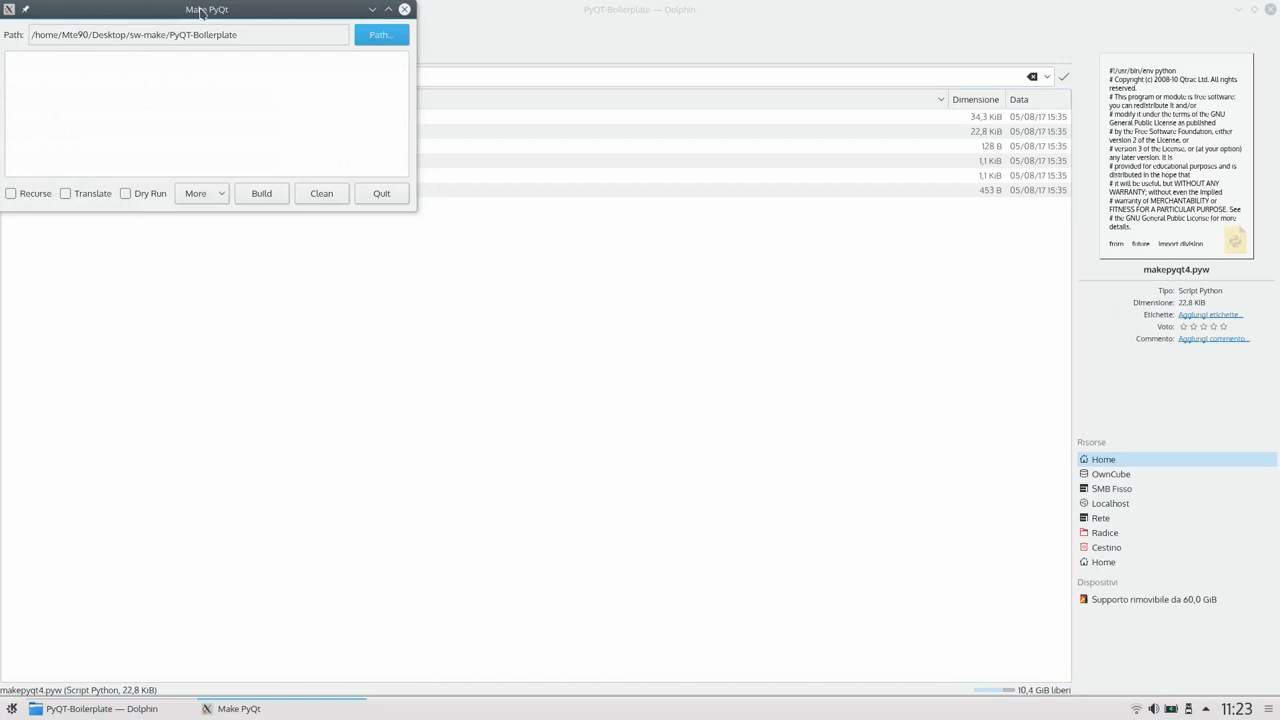 Make PyQt
PyQT-Boilerplate — Dolphin
Path: /home/Mte90/Desktop/sw-make/PyQT-Boilerplate Path...
Recurse Translate Dry Run More Build Clean Quit
Dimensione Data
34,3 KiB 05/08/17 15:35
22,8 KiB 05/08/17 15:35
128 B 05/08/17 15:35
1,1 KiB 05/08/17 15:35
1,1 KiB 05/08/17 15:35
453 B 05/08/17 15:35
#!/usr/bin/env python
# Copyright (c) 2008-10 Qtrac Ltd. All rights
reserved.
# This program or module is free software:
you can redistribute it and/or
# modify it under the terms of the GNU
General Public License as published
# by the Free Software Foundation, either
version 2 of the License, or
# version 3 of the License, or (at your option)
any later version. It is
# provided for educational purposes and is
distributed in the hope that
# it will be useful, but WITHOUT ANY
WARRANTY; without even the implied
# warranty of MERCHANTABILITY or
FITNESS FOR A PARTICULAR PURPOSE. See
# the GNU General Public License for more
details.
from future import division
makepyqt4.pyw
Tipo: Script Python
Dimensione: 22,8 KiB
Etichette: Aggiungi etichette...
Voto:
Commento: Aggiungi commento...
Risorse
Home
OwnCube
SMB Fisso
Localhost
Rete
Radice
Cestino
Home
Dispositivi
Supporto rimovibile da 60,0 GiB
makepyqt4.pyw (Script Python, 22,8 KiB)
10,4 GiB liberi
PyQT-Boilerplate — Dolphin
Make PyQt
11:23